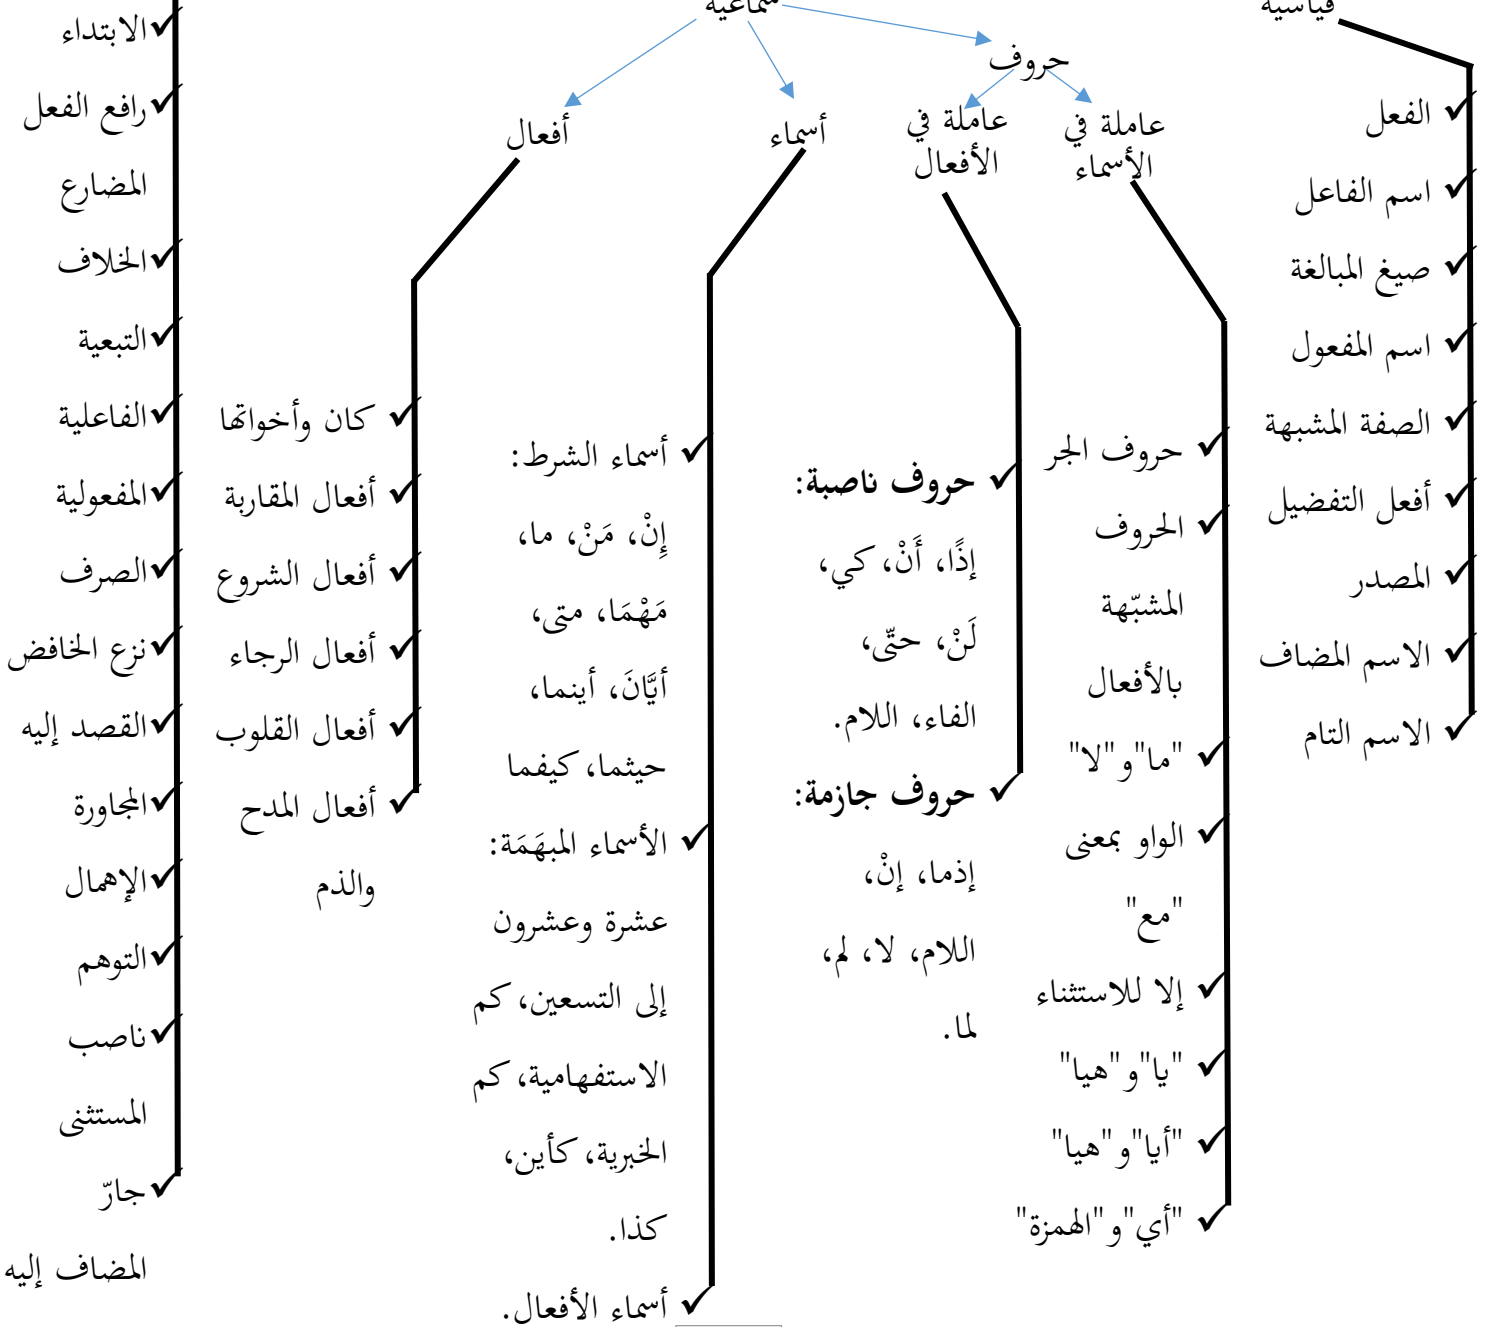 قياسية
الفعل
اسم الفاعل
صيغ المبالغة
اسم المفعول
الصفة المشبهة
أفعل التفضيل
المصدر
الاسم المضاف
الاسم التام
سماعية
حروف
عاملة في
الأسماء
حروف الجر
الحروف
المشبّهة
بالأفعال
"ما"و"لا"
الواو بمعنى
"مع"
إلا للاستثناء
"يا"و"هيا"
"أيا"و"هيا"
"أي"و"الهمزة"
عاملة في
الأفعال
حروف ناصبة:
إذًا، أَنْ، كي،
لَنْ، حتّى،
الفاء، اللام.
حروف جازمة:
إذما، إنْ،
اللام، لا، لم،
لما.
أسماء
أسماء الشرط:
إِنْ، مَنْ، ما،
مَهْمَا، متى،
أيَّانَ، أينما،
حيثما، كيفما
الأسماء المبهَمَة:
عشرة وعشرون
إلى التسعين، كم
الاستفهامية، كم
الخبرية، كأين،
كذا.
أسماء الأفعال.
أفعال
كان وأخواتها
أفعال المقاربة
أفعال الشروع
أفعال الرجاء
أفعال القلوب
أفعال المدح
والذم
الابتداء
رافع الفعل
المضارع
الخلاف
التبعية
الفاعلية
المفعولية
الصرف
نزع الخافض
القصد إليه
المجاورة
الإهمال
التوهم
ناصب
المستثنى
جارّ
المضاف إليه